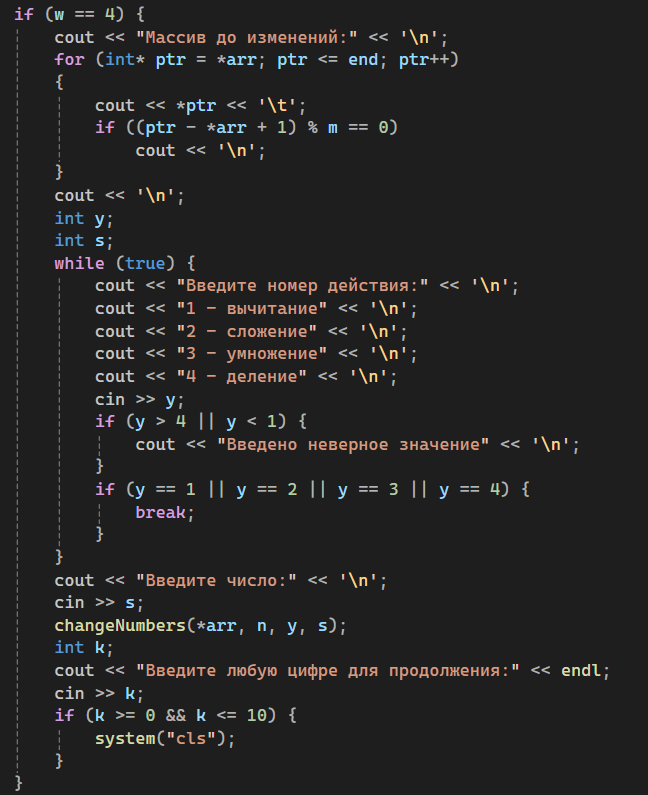 if (w == 4) {
    cout << "Массив до изменений:" << '\n';
    for (int* ptr = *arr; ptr <= end; ptr++)
    {
        cout << *ptr << '\t';
        if ((ptr - *arr + 1) % m == 0)
            cout << '\n';
    }
    cout << '\n';
    int y;
    int s;
    while (true) {
        cout << "Введите номер действия:" << '\n';
        cout << "1 - вычитание" << '\n';
        cout << "2 - сложение" << '\n';
        cout << "3 - умножение" << '\n';
        cout << "4 - деление" << '\n';
        cin >> y;
        if (y > 4 || y < 1) {
            cout << "Введено неверное значение" << '\n';
        }
        if (y == 1 || y == 2 || y == 3 || y == 4) {
            break;
        }
    }
    cout << "Введите число:" << '\n';
    cin >> s;
    changeNumbers(*arr, n, y, s);
    int k;
    cout << "Введите любую цифре для продолжения:" << endl;
    cin >> k;
    if (k >= 0 && k <= 10) {
        system("cls");
    }
}